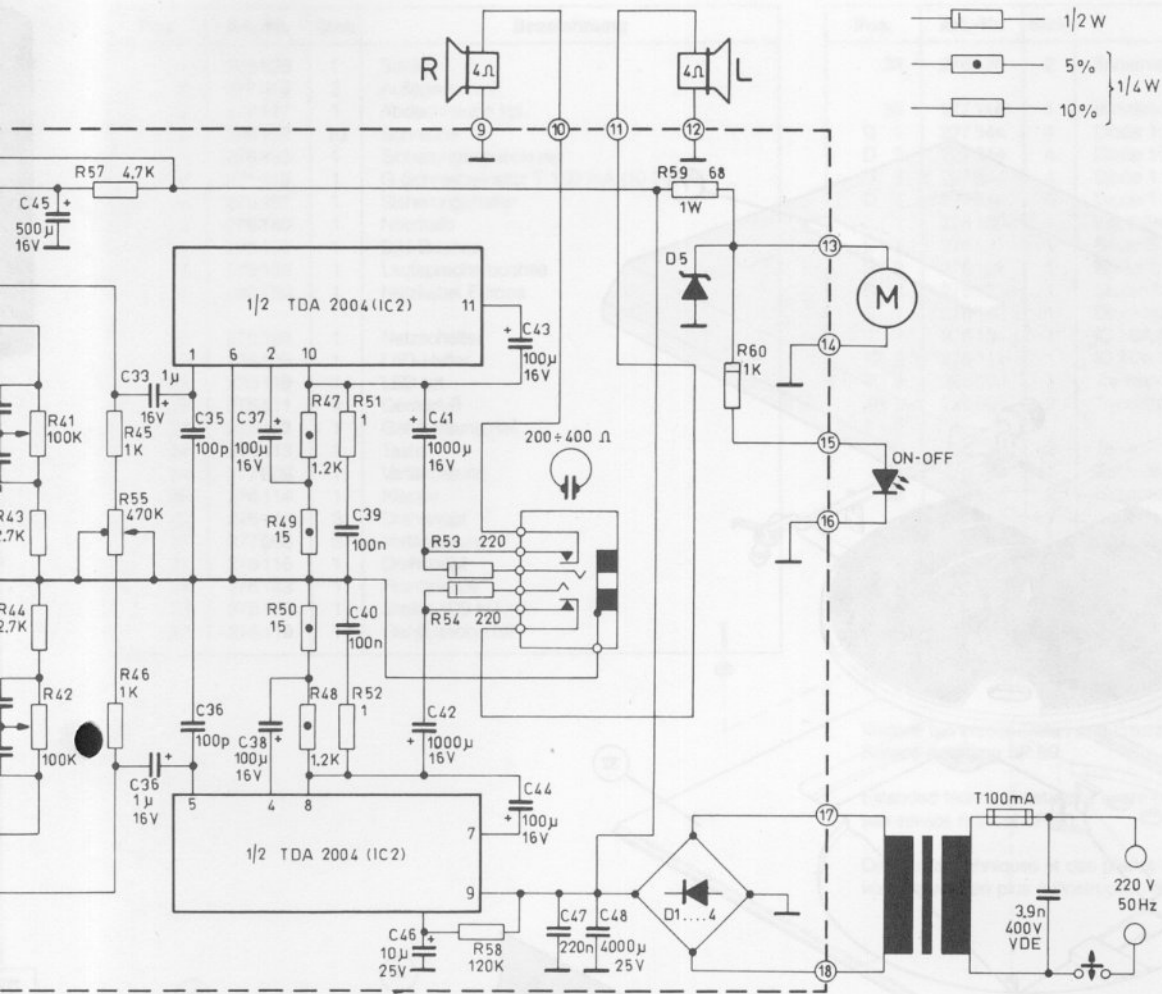 1/2 W
5%
1/4 W
10%
R 4Ω
4Ω L
9 10 11 12
R57 4,7K
C45 +
500µ
16V
R59 68
1W
13
D5
M
14
R60
1K
1/2 TDA 2004 (IC2) 11
1 6 2 10
+ C43
100µ
16V
C33 1µ
16V +
R41
100K
R45
1K
C35
100p
C37 +
100µ
16V
R47
1,2K
R51
1
+ C41
1000µ
16V
200÷400 Ω
15
ON-OFF
16
R43
2,7K
R55
470K
R49
15
C39
100n
R53 220
R54 220
R44
2,7K
R50
15
C40
100n
R46
1K
R42
100K
C36
100p
C38 +
100µ
16V
R48
1,2K
R52
1
C42
+ 1000µ
16V
C36 +
1µ
16V
5 4 8
C44
+ 100µ
16V
7
1/2 TDA 2004 (IC2)
9
C46 +
10µ
25V
R58
120K
C47
220n
C48
4000µ
25V
D1....4
17
18
T100mA
3,9n
400V
VDE
220 V
50Hz